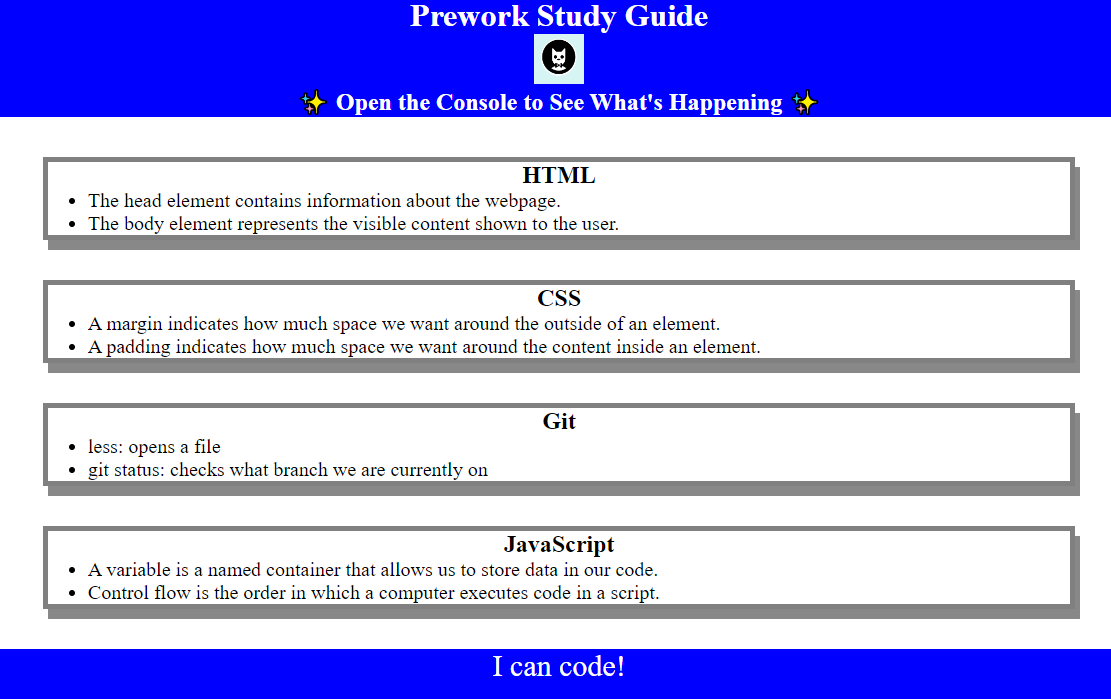 Prework Study Guide
✨ Open the Console to See What's Happening ✨
HTML
• The head element contains information about the webpage.
• The body element represents the visible content shown to the user.
CSS
• A margin indicates how much space we want around the outside of an element.
• A padding indicates how much space we want around the content inside an element.
Git
• less: opens a file
• git status: checks what branch we are currently on
JavaScript
• A variable is a named container that allows us to store data in our code.
• Control flow is the order in which a computer executes code in a script.
I can code!